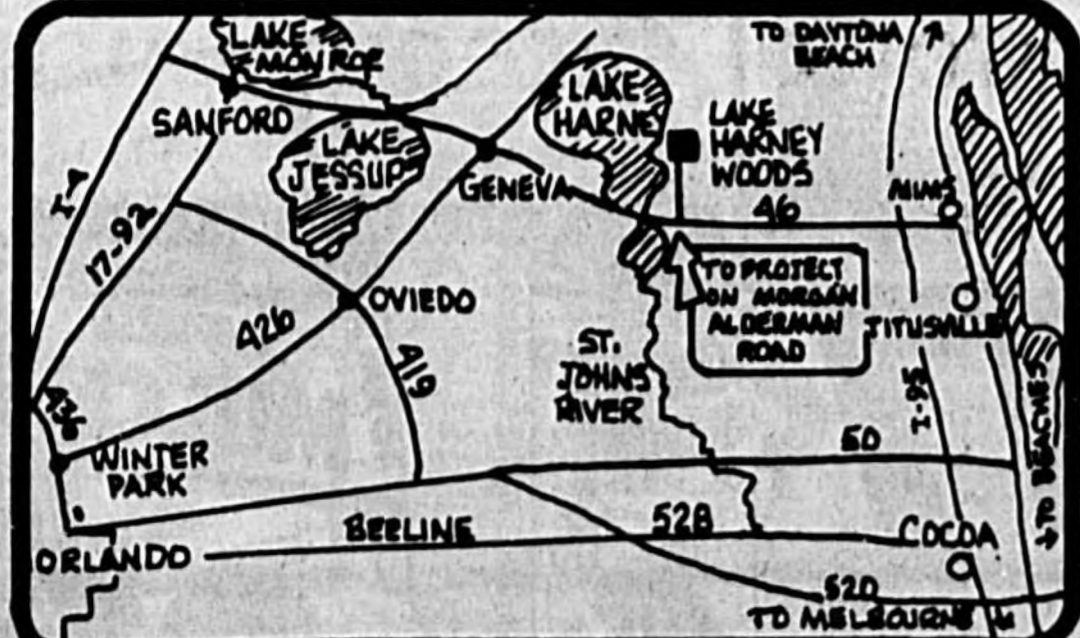 TO DAYTONA
BEACH
LAKE
MONROE
SANFORD
LAKE
JESSUP
LAKE
HARNEY
LAKE
HARNEY
WOODS
GENEVA
MIMS
46
I-4
17-92
426
OVIEDO
419
TO PROTECT
ON MORGAN
ALDERMAN
ROAD
TITUSVILLE
ST.
JOHNS
RIVER
I-95
436
WINTER
PARK
50
TO BEACHES
BEELINE
528
COCOA
ORLANDO
520
TO MELBOURNE